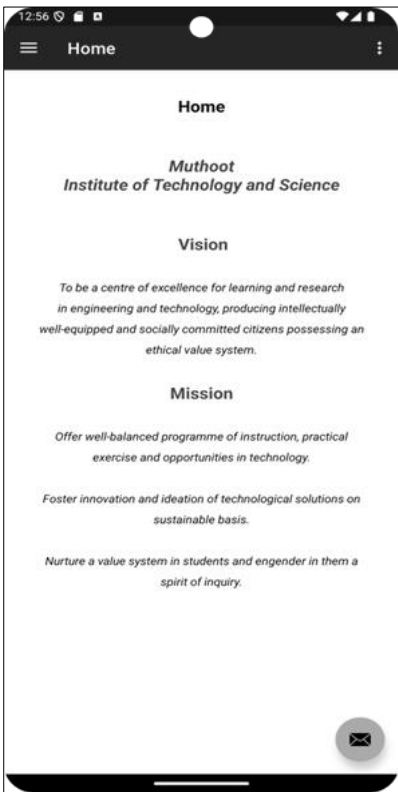 12:56
Home
Home
Muthoot
Institute of Technology and Science
Vision
To be a centre of excellence for learning and research
in engineering and technology, producing intellectually
well-equipped and socially committed citizens possessing an
ethical value system.
Mission
Offer well-balanced programme of instruction, practical
exercise and opportunities in technology.
Foster innovation and ideation of technological solutions on
sustainable basis.
Nurture a value system in students and engender in them a
spirit of inquiry.